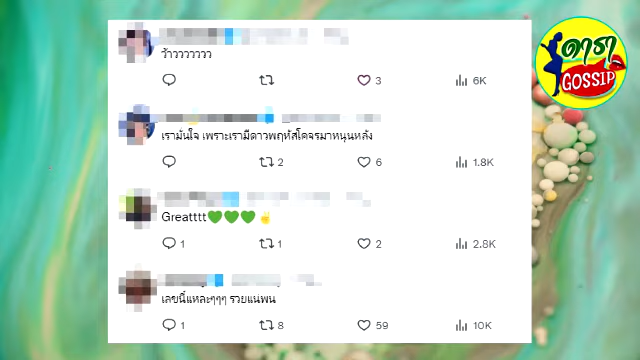 ดารา
GOSSIP
ว้าววววววว
3 6K
เรามั่นใจ เพราะเรามีดาวพฤหัสโคจรมาหนุนหลัง
2 6 1.8K
Greatttt💚💚💚☝
1 1 2 2.8K
เลขนี้แหละๆๆๆ รวยแน่พน
1 8 59 10K